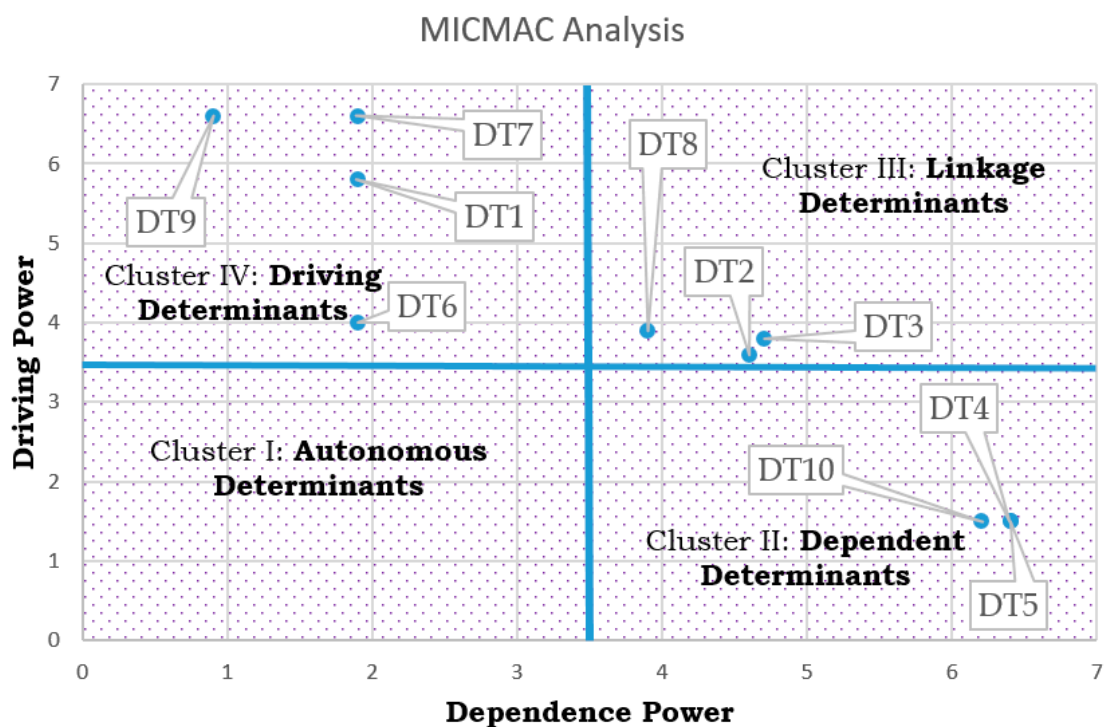 MICMAC Analysis
7
6
5
4
3
2
1
0
Driving Power
DT9
DT7
DT1
Cluster IV: Driving
Determinants
DT6
DT8
Cluster III: Linkage
Determinants
DT2
DT3
Cluster I: Autonomous
Determinants
DT4
DT10
Cluster II: Dependent
Determinants
DT5
0 1 2 3 4 5 6 7
Dependence Power